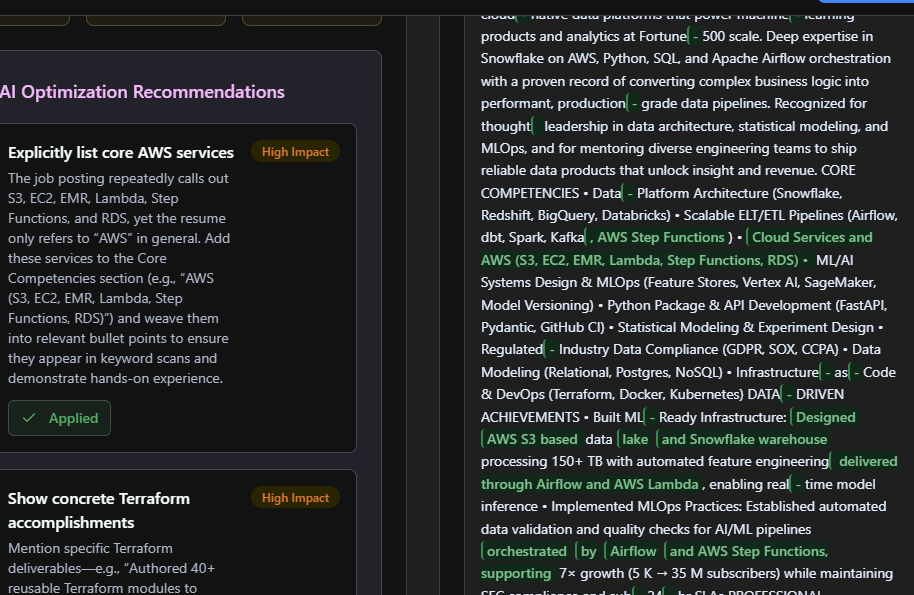 AI Optimization Recommendations
Explicitly list core AWS services
High Impact
The job posting repeatedly calls out
S3, EC2, EMR, Lambda, Step
Functions, and RDS, yet the resume
only refers to “AWS” in general. Add
these services to the Core
Competencies section (e.g., “AWS
(S3, EC2, EMR, Lambda, Step
Functions, RDS)”) and weave them
into relevant bullet points to ensure
they appear in keyword scans and
demonstrate hands-on experience.
Applied
Show concrete Terraform
accomplishments
High Impact
Mention specific Terraform
deliverables—e.g., “Authored 40+
reusable Terraform modules to
cloud - native data platforms that power machine - learning
products and analytics at Fortune - 500 scale. Deep expertise in
Snowflake on AWS, Python, SQL, and Apache Airflow orchestration
with a proven record of converting complex business logic into
performant, production - grade data pipelines. Recognized for
thought leadership in data architecture, statistical modeling, and
MLOps, and for mentoring diverse engineering teams to ship
reliable data products that unlock insight and revenue. CORE
COMPETENCIES • Data - Platform Architecture (Snowflake,
Redshift, BigQuery, Databricks) • Scalable ELT/ETL Pipelines (Airflow,
dbt, Spark, Kafka , AWS Step Functions ) • Cloud Services and
AWS (S3, EC2, EMR, Lambda, Step Functions, RDS) • ML/AI
Systems Design & MLOps (Feature Stores, Vertex AI, SageMaker,
Model Versioning) • Python Package & API Development (FastAPI,
Pydantic, GitHub CI) • Statistical Modeling & Experiment Design •
Regulated - Industry Data Compliance (GDPR, SOX, CCPA) • Data
Modeling (Relational, Postgres, NoSQL) • Infrastructure - as - Code
& DevOps (Terraform, Docker, Kubernetes) DATA - DRIVEN
ACHIEVEMENTS • Built ML - Ready Infrastructure: Designed
AWS S3 based data lake and Snowflake warehouse
processing 150+ TB with automated feature engineering delivered
through Airflow and AWS Lambda , enabling real - time model
inference • Implemented MLOps Practices: Established automated
data validation and quality checks for AI/ML pipelines
orchestrated by Airflow and AWS Step Functions,
supporting 7× growth (5 K → 35 M subscribers) while maintaining
SEC compliance and sub - 24 - hr SLAs PROFESSIONAL